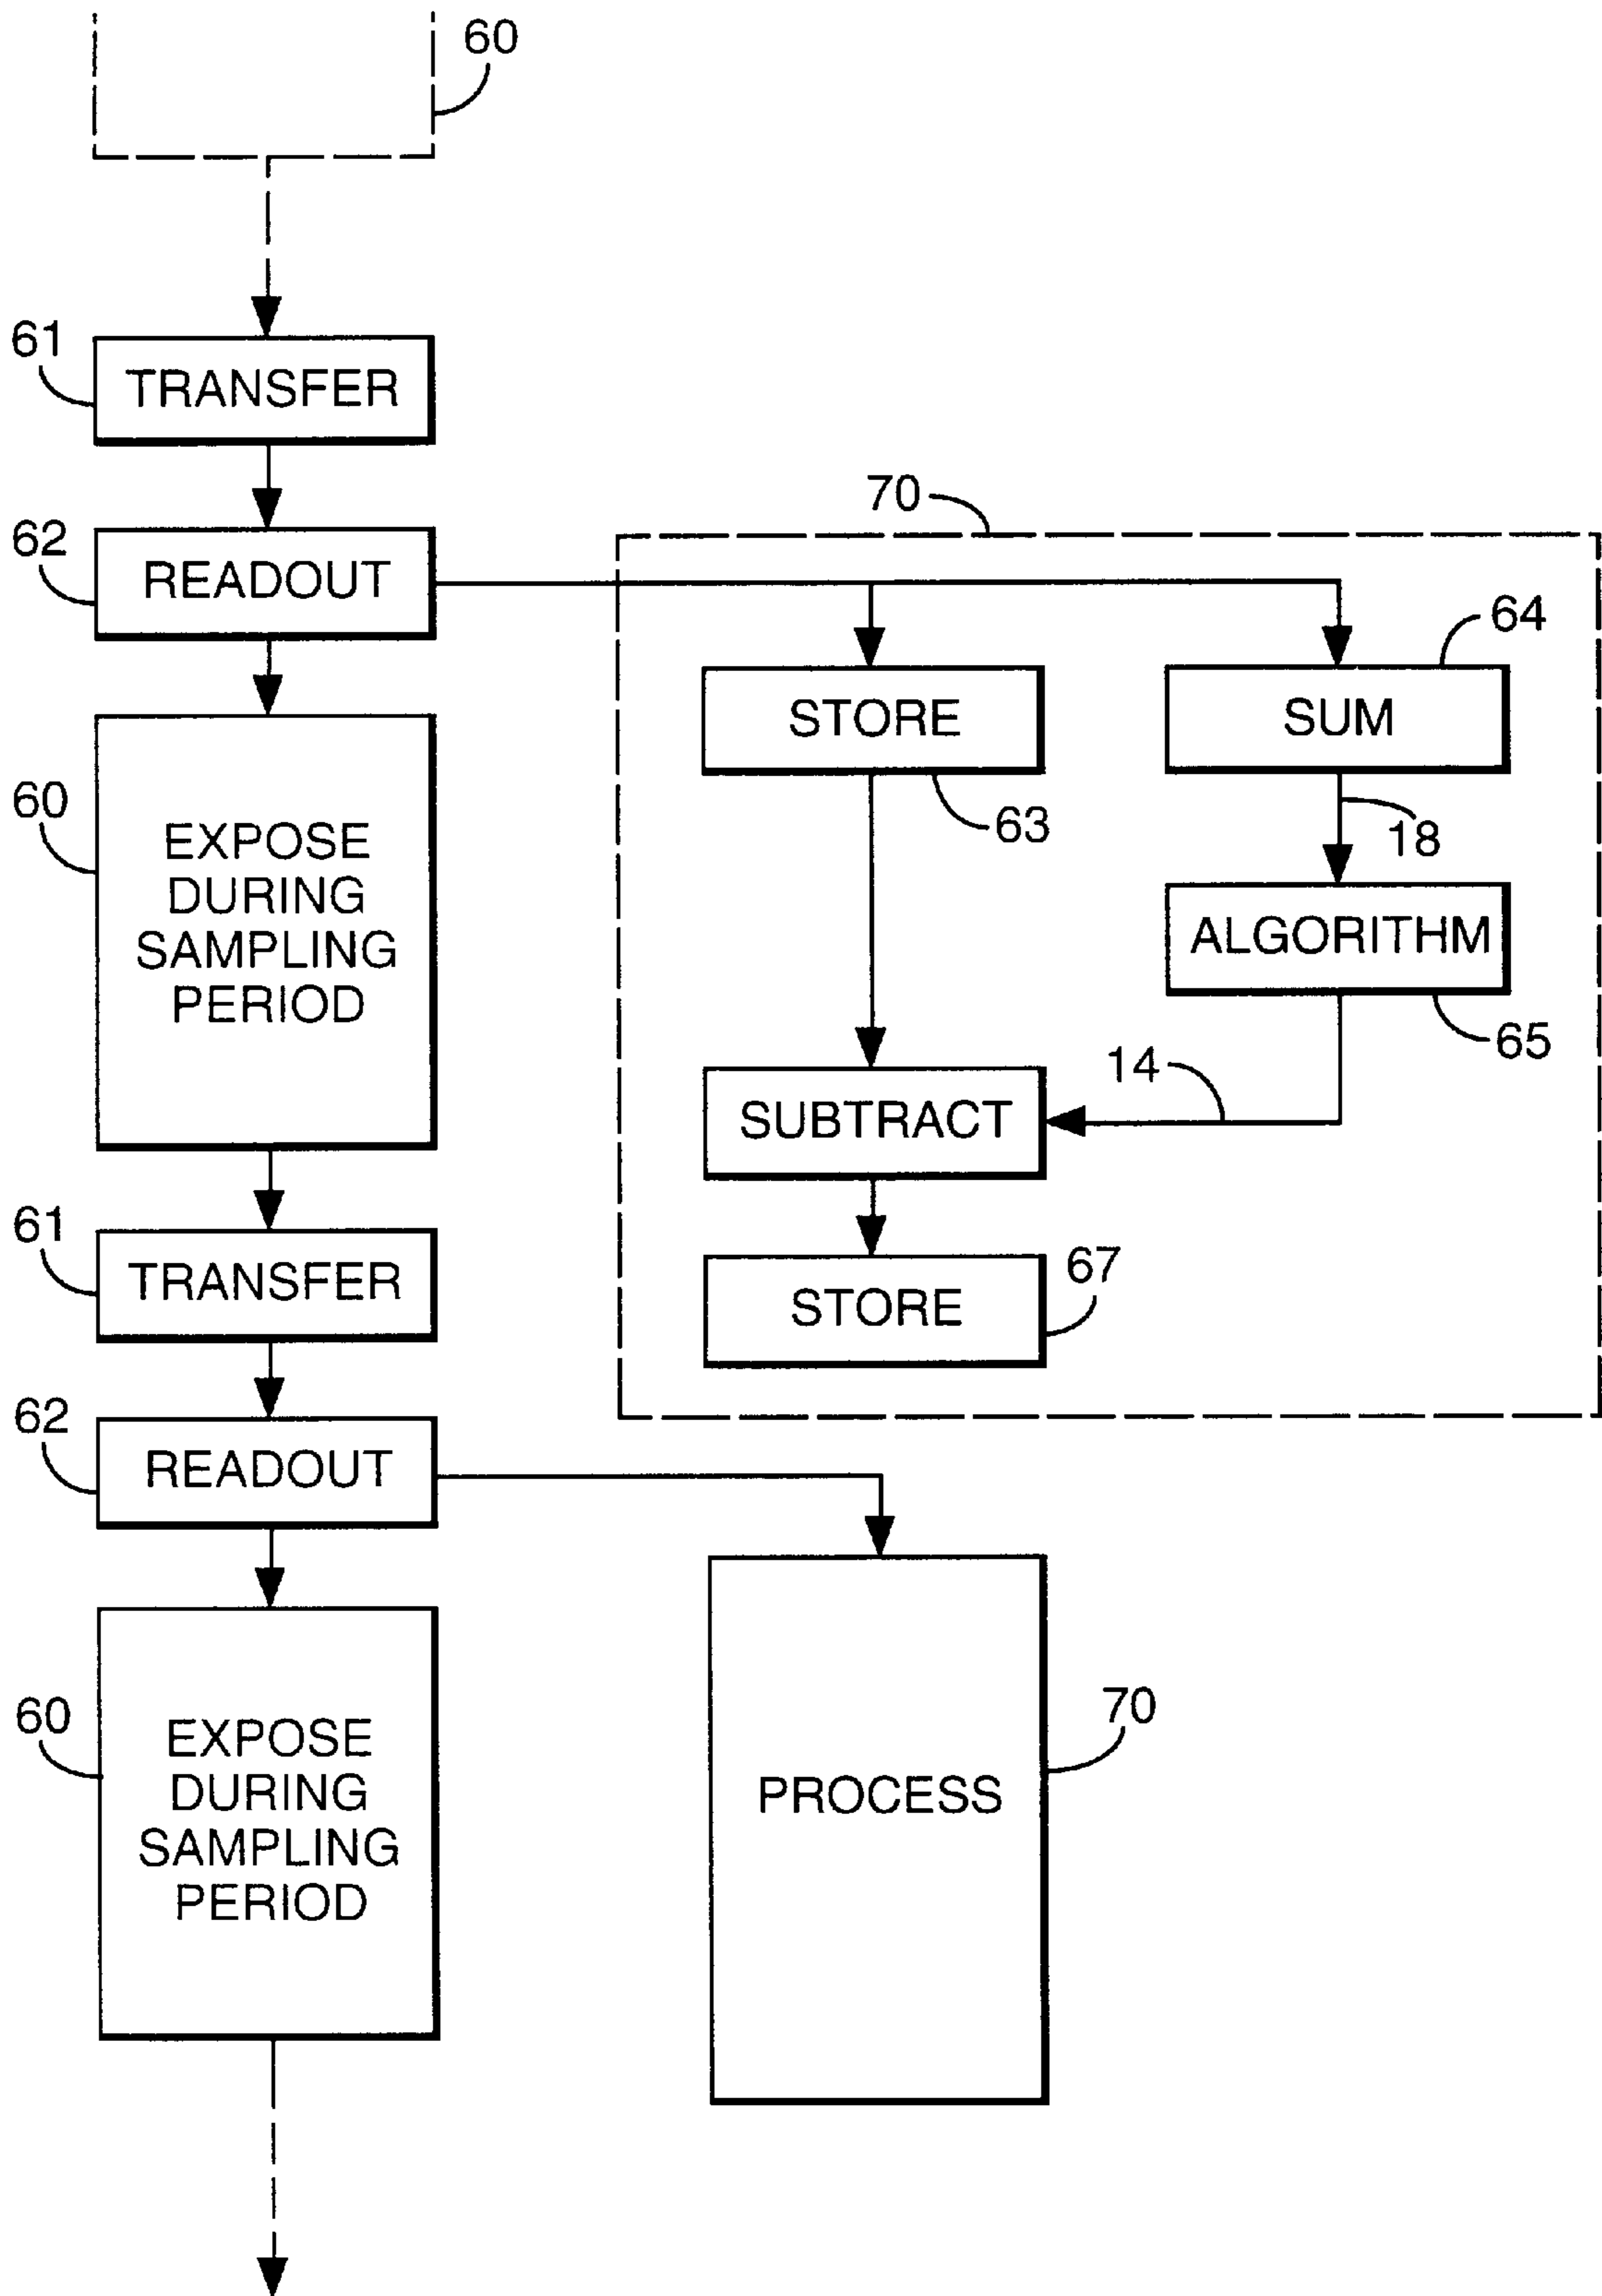 60
61
TRANSFER
70
62
READOUT
64
STORE
SUM
63
18
60
EXPOSE
DURING
SAMPLING
PERIOD
ALGORITHM
65
14
SUBTRACT
61
TRANSFER
67
STORE
62
READOUT
60
EXPOSE
DURING
SAMPLING
PERIOD
70
PROCESS